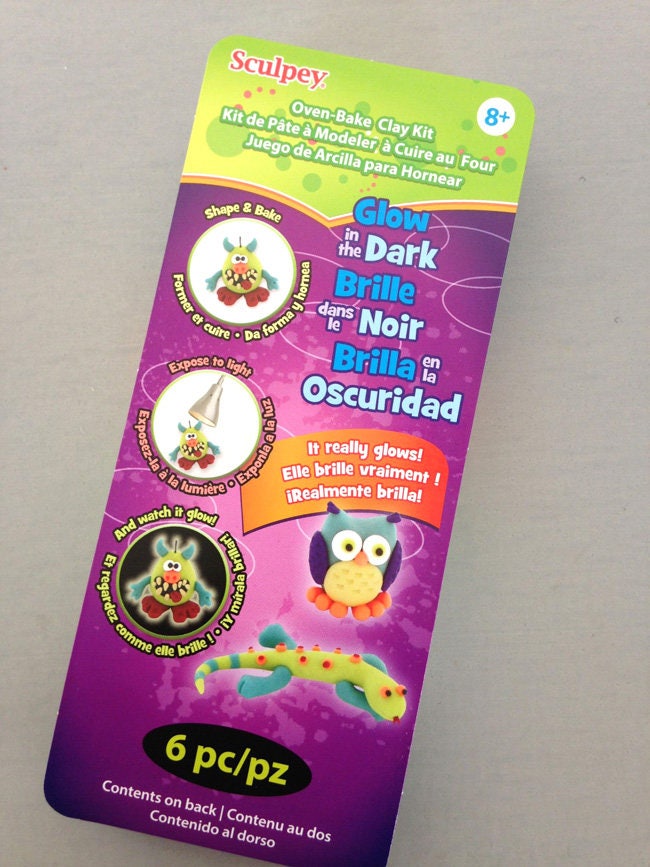 Sculpey
8+
Oven-Bake Clay Kit
Kit de Pâte à Modeler à Cuire au Four
Juego de Arcilla para Hornear
Glow
in
the Dark
Brille
dans
le Noir
Brilla en
la
Oscuridad
Shape & Bake
Former et cuire • Da forma y hornea
Expose to light
Exposez-la à la lumière • Exponla a la luz
And watch it glow!
Et regardez comme elle brille ! • ¡Y mírala brillar!
It really glows!
Elle brille vraiment !
¡Realmente brilla!
6 pc/pz
Contents on back | Contenu au dos
Contenido al dorso